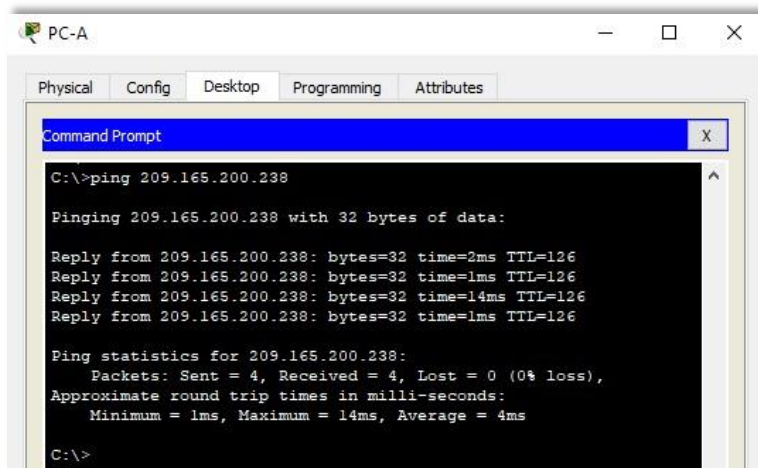 PC-A
Physical Config Desktop Programming Attributes
Command Prompt
X
C:\>ping 209.165.200.238
Pinging 209.165.200.238 with 32 bytes of data:
Reply from 209.165.200.238: bytes=32 time=2ms TTL=126
Reply from 209.165.200.238: bytes=32 time=1ms TTL=126
Reply from 209.165.200.238: bytes=32 time=14ms TTL=126
Reply from 209.165.200.238: bytes=32 time=1ms TTL=126
Ping statistics for 209.165.200.238:
Packets: Sent = 4, Received = 4, Lost = 0 (0% loss),
Approximate round trip times in milli-seconds:
Minimum = 1ms, Maximum = 14ms, Average = 4ms
C:\>